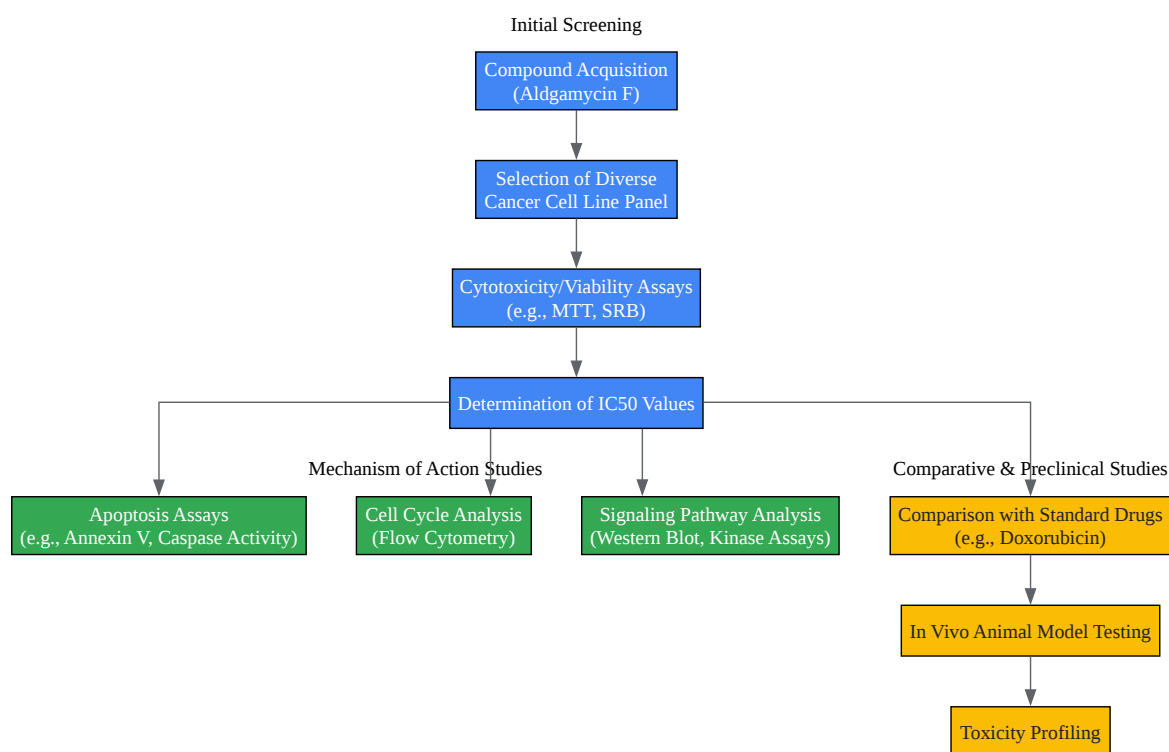 Initial Screening
Compound Acquisition
(Aldgamycin F)
Selection of Diverse
Cancer Cell Line Panel
Cytotoxicity/Viability Assays
(e.g., MTT, SRB)
Determination of IC50 Values
Mechanism of Action Studies
Comparative & Preclinical Studies
Apoptosis Assays
(e.g., Annexin V, Caspase Activity)
Cell Cycle Analysis
(Flow Cytometry)
Signaling Pathway Analysis
(Western Blot, Kinase Assays)
Comparison with Standard Drugs
(e.g., Doxorubicin)
In Vivo Animal Model Testing
Toxicity Profiling